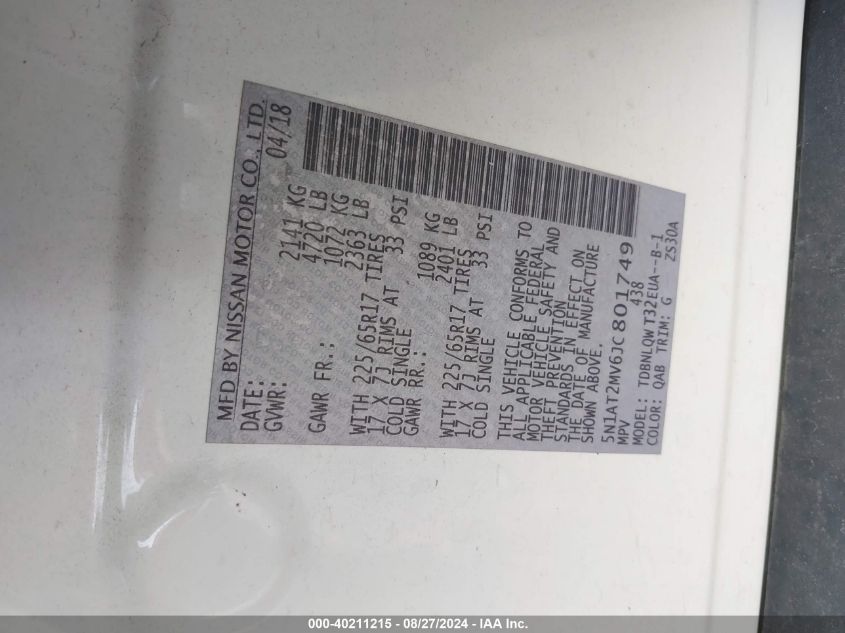 MFD BY NISSAN MOTOR CO., LTD.
DATE: 04/18
GVWR: 2141 KG
4720 LB
GAWR FR.: 1072 KG
2363 LB
WITH 225/65R17 TIRES
17 X 7J RIMS AT 33 PSI
COLD SINGLE
GAWR RR.: 1089 KG
2401 LB
WITH 225/65R17 TIRES
17 X 7J RIMS AT 33 PSI
COLD SINGLE
THIS VEHICLE CONFORMS TO
ALL APPLICABLE FEDERAL
MOTOR VEHICLE SAFETY AND
THEFT PREVENTION
STANDARDS IN EFFECT ON
THE DATE OF MANUFACTURE
SHOWN ABOVE.
5N1AT2MV6JC801749
MPV 438
MODEL: TDBNLQWT32EUA--B-1
COLOR: QAB TRIM: G ZS30A
000-40211215 - 08/27/2024 - IAA Inc.